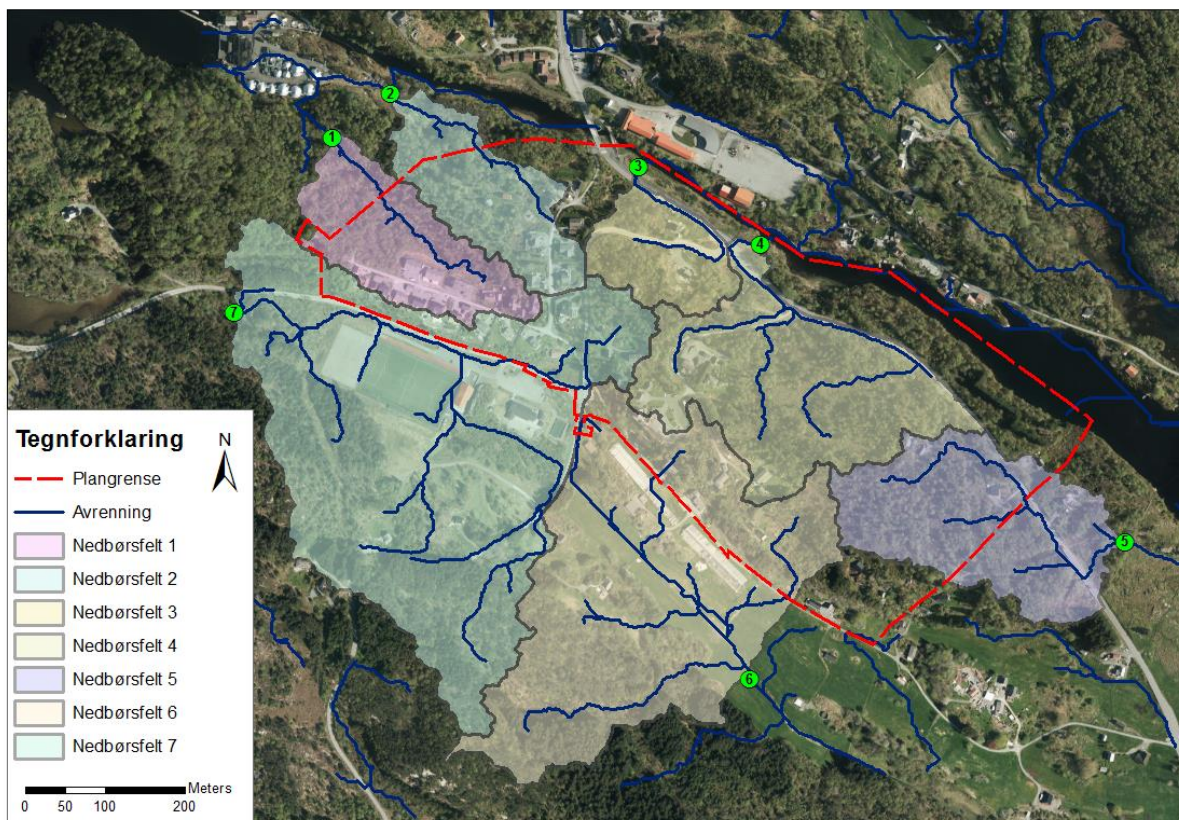 2
1
3
4
7
5
6
Tegnforklaring
N
Plangrense
Avrenning
Nedbørsfelt 1
Nedbørsfelt 2
Nedbørsfelt 3
Nedbørsfelt 4
Nedbørsfelt 5
Nedbørsfelt 6
Nedbørsfelt 7
Meters
0 50 100 200